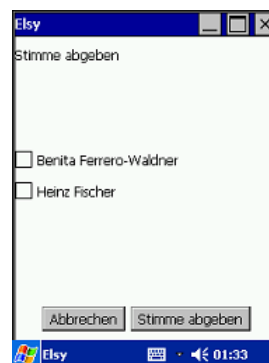 Elsy
Stimme abgeben
Benita Ferrero-Waldner
Heinz Fischer
Abbrechen Stimme abgeben
Elsy 01:33